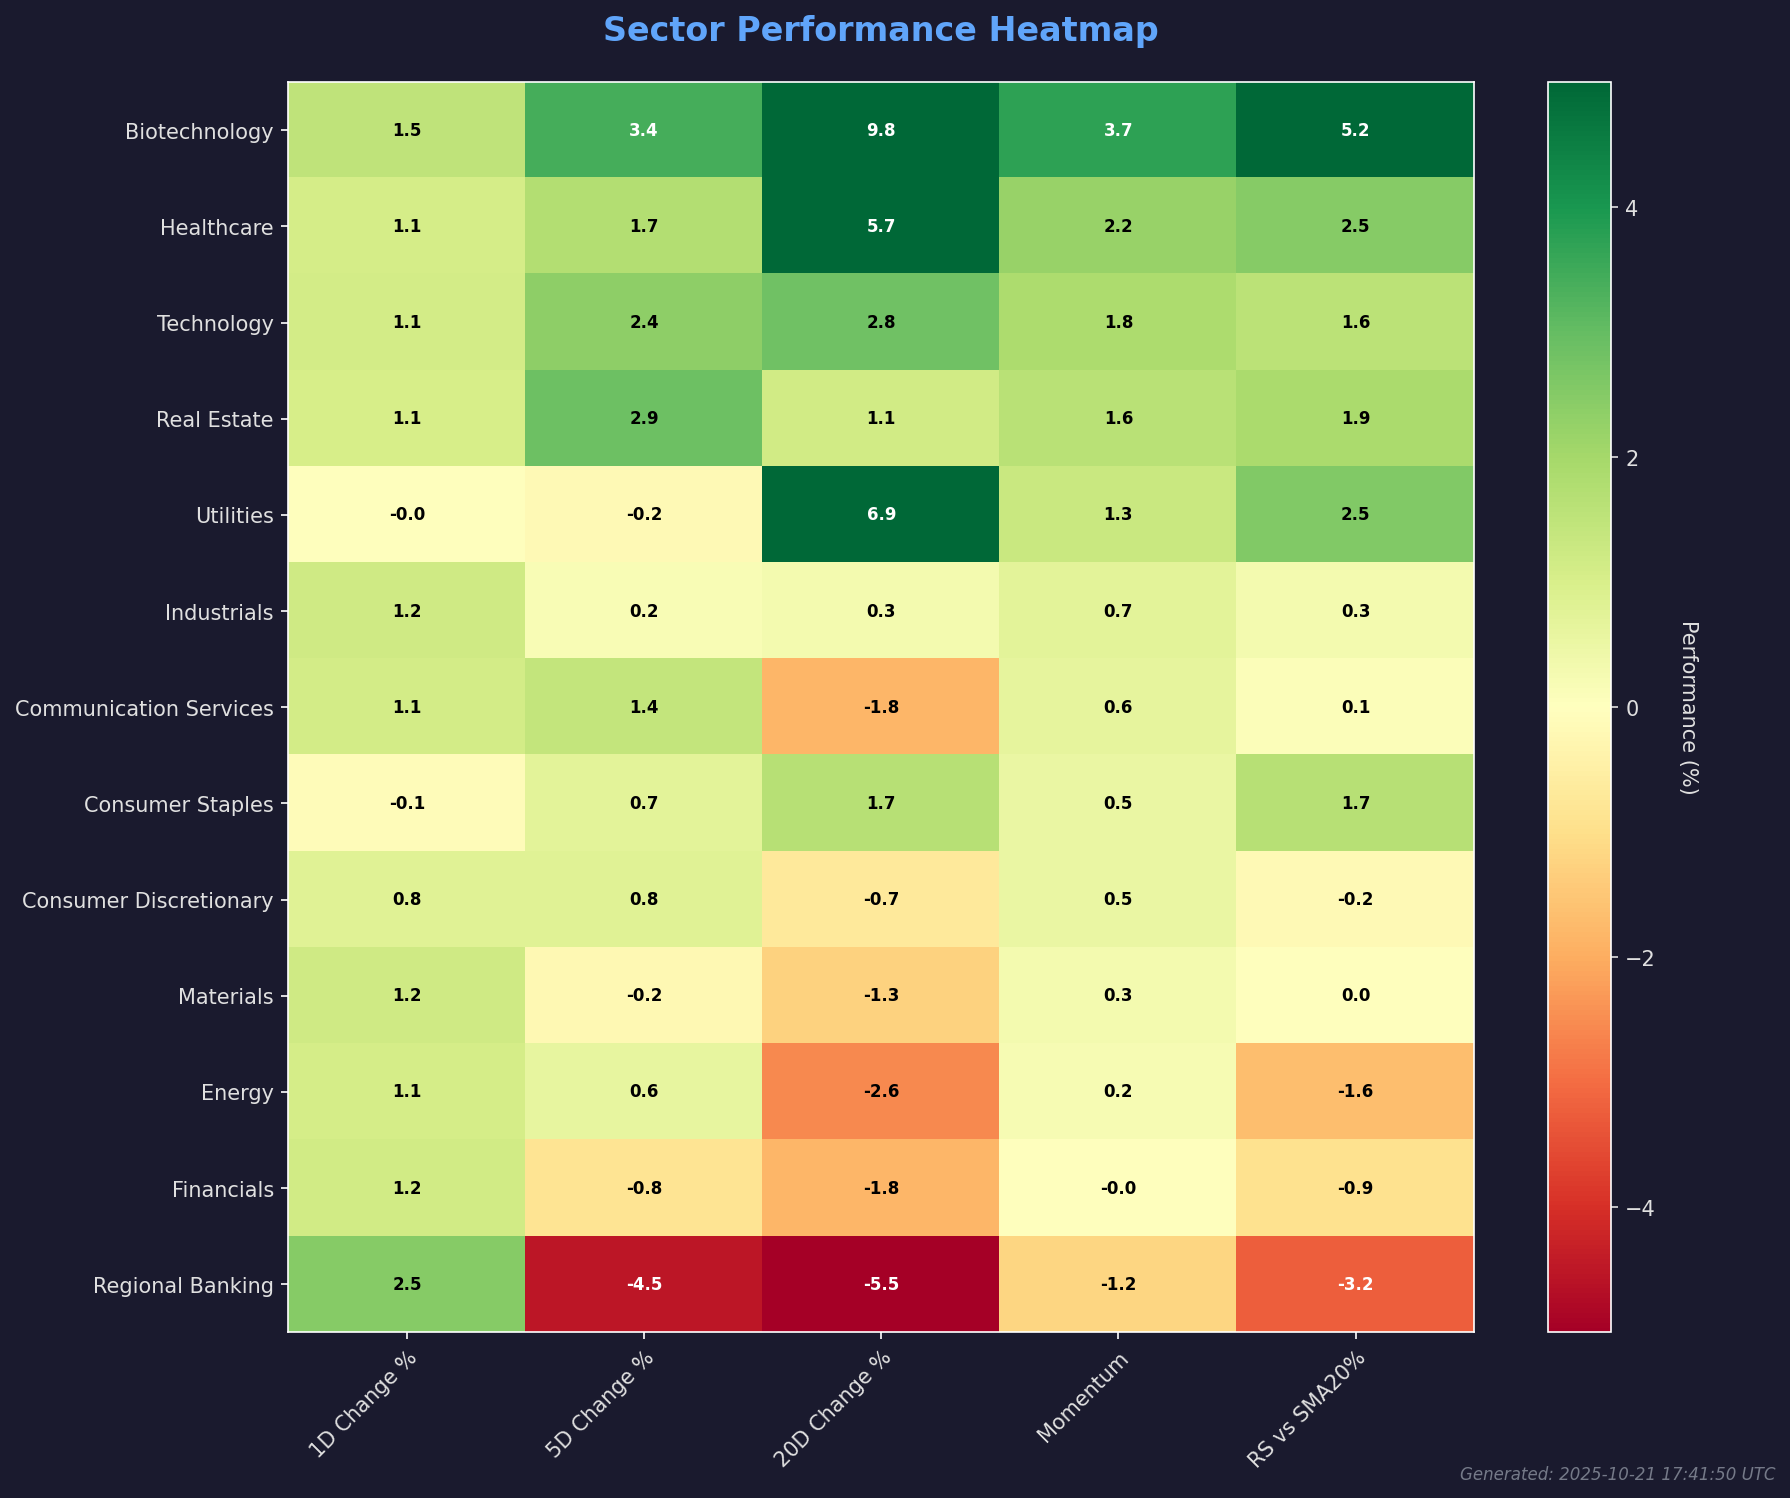 Sector Performance Heatmap
Biotechnology 1.5 3.4 9.8 3.7 5.2
Healthcare 1.1 1.7 5.7 2.2 2.5
Technology 1.1 2.4 2.8 1.8 1.6
Real Estate 1.1 2.9 1.1 1.6 1.9
Utilities -0.0 -0.2 6.9 1.3 2.5
Industrials 1.2 0.2 0.3 0.7 0.3
Communication Services 1.1 1.4 -1.8 0.6 0.1
Consumer Staples -0.1 0.7 1.7 0.5 1.7
Consumer Discretionary 0.8 0.8 -0.7 0.5 -0.2
Materials 1.2 -0.2 -1.3 0.3 0.0
Energy 1.1 0.6 -2.6 0.2 -1.6
Financials 1.2 -0.8 -1.8 -0.0 -0.9
Regional Banking 2.5 -4.5 -5.5 -1.2 -3.2
1D Change % 5D Change % 20D Change % Momentum RS vs SMA20%
4
2
0
−2
−4
Performance (%)
Generated: 2025-10-21 17:41:50 UTC